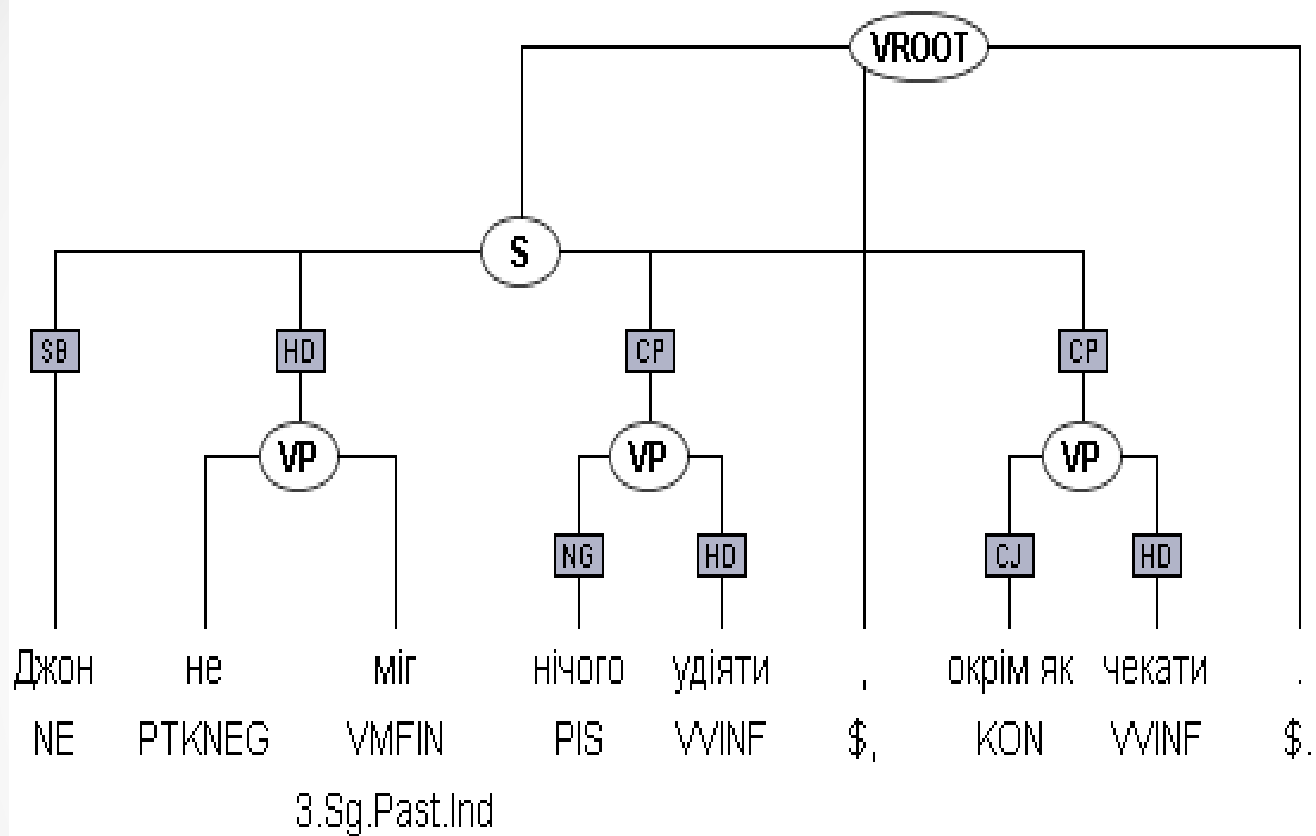 VROOT
S
SB HD CP CP
VP VP VP
NG HD CJ HD
Джон не міг нічого удіяти , окрім як чекати .
NE PTKNEG VMFIN PIS VVINF $, KON VVINF $.
3.Sg.Past.Ind